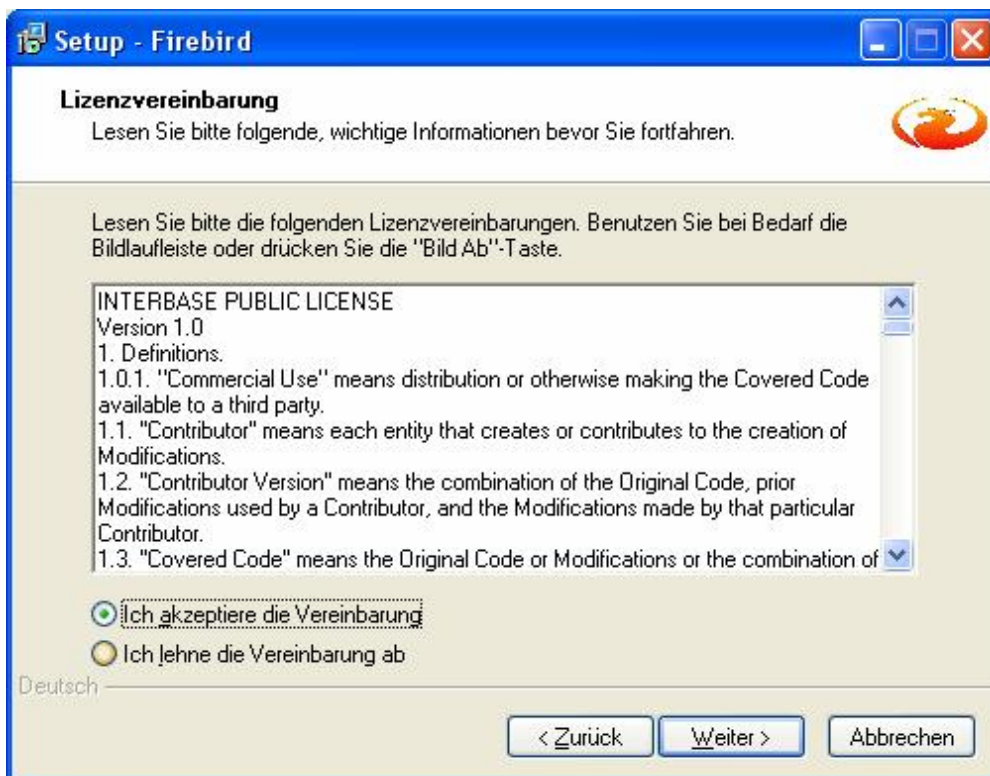 Setup - Firebird
Lizenzvereinbarung
Lesen Sie bitte folgende, wichtige Informationen bevor Sie fortfahren.
Lesen Sie bitte die folgenden Lizenzvereinbarungen. Benutzen Sie bei Bedarf die
Bildlaufleiste oder drücken Sie die "Bild Ab"-Taste.
INTERBASE PUBLIC LICENSE
Version 1.0
1. Definitions.
1.0.1. "Commercial Use" means distribution or otherwise making the Covered Code
available to a third party.
1.1. "Contributor" means each entity that creates or contributes to the creation of
Modifications.
1.2. "Contributor Version" means the combination of the Original Code, prior
Modifications used by a Contributor, and the Modifications made by that particular
Contributor.
1.3. "Covered Code" means the Original Code or Modifications or the combination of
Ich akzeptiere die Vereinbarung
Ich lehne die Vereinbarung ab
Deutsch
< Zurück Weiter > Abbrechen